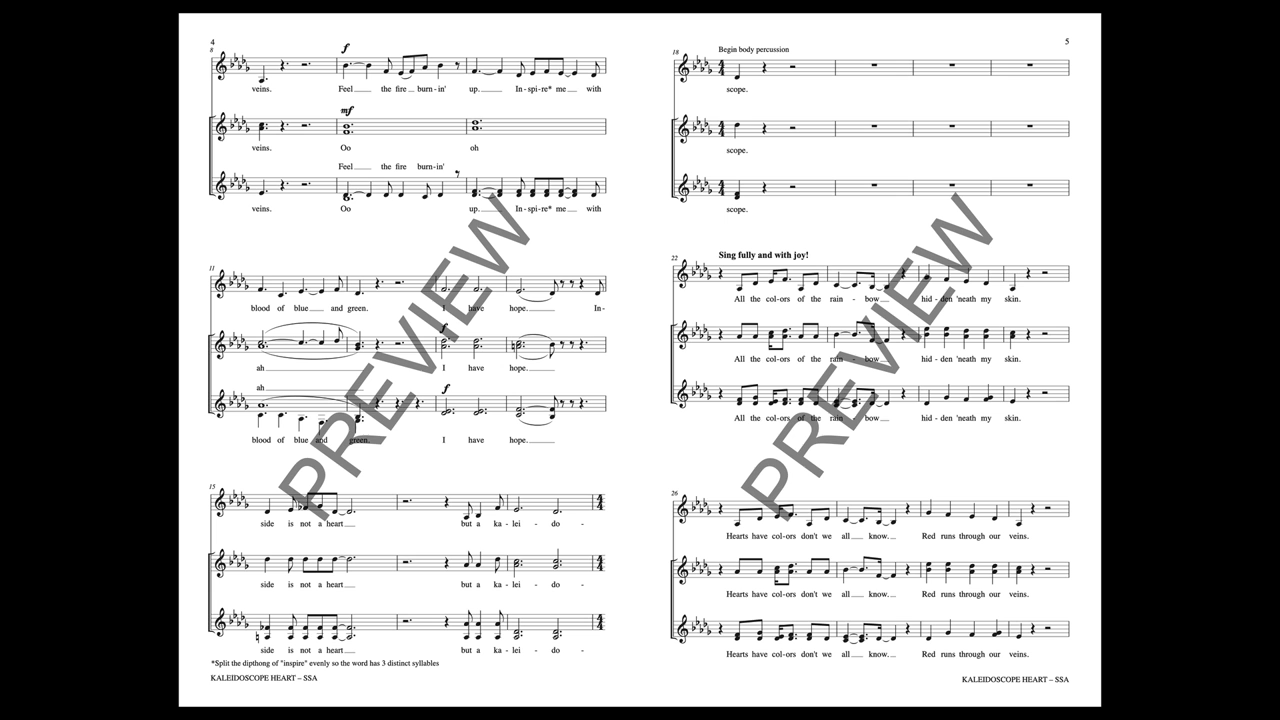 4
8
f
veins. Feel the fire burn-in' up. In-spi-re* me with
mf
veins. Oo oh
Feel the fire burn-in'
veins. Oo up. In-spi-re* me with
11
blood of blue and green. I have hope. In-
f
ah I have hope.
ah
f
blood of blue and green. I have hope.
15
side is not a heart but a ka-lei-do-
side is not a heart but a ka-lei-do-
side is not a heart but a ka-lei-do-
*Split the dipthong of "inspire" evenly so the word has 3 distinct syllables
KALEIDOSCOPE HEART – SSA
PREVIEW
5
18
Begin body percussion
scope.
scope.
scope.
22
Sing fully and with joy!
All the col-ors of the rain-bow hid-den 'neath my skin.
All the col-ors of the rain-bow hid-den 'neath my skin.
All the col-ors of the rain-bow hid-den 'neath my skin.
26
Hearts have col-ors don't we all know. Red runs through our veins.
Hearts have col-ors don't we all know. Red runs through our veins.
Hearts have col-ors don't we all know. Red runs through our veins.
KALEIDOSCOPE HEART – SSA
PREVIEW